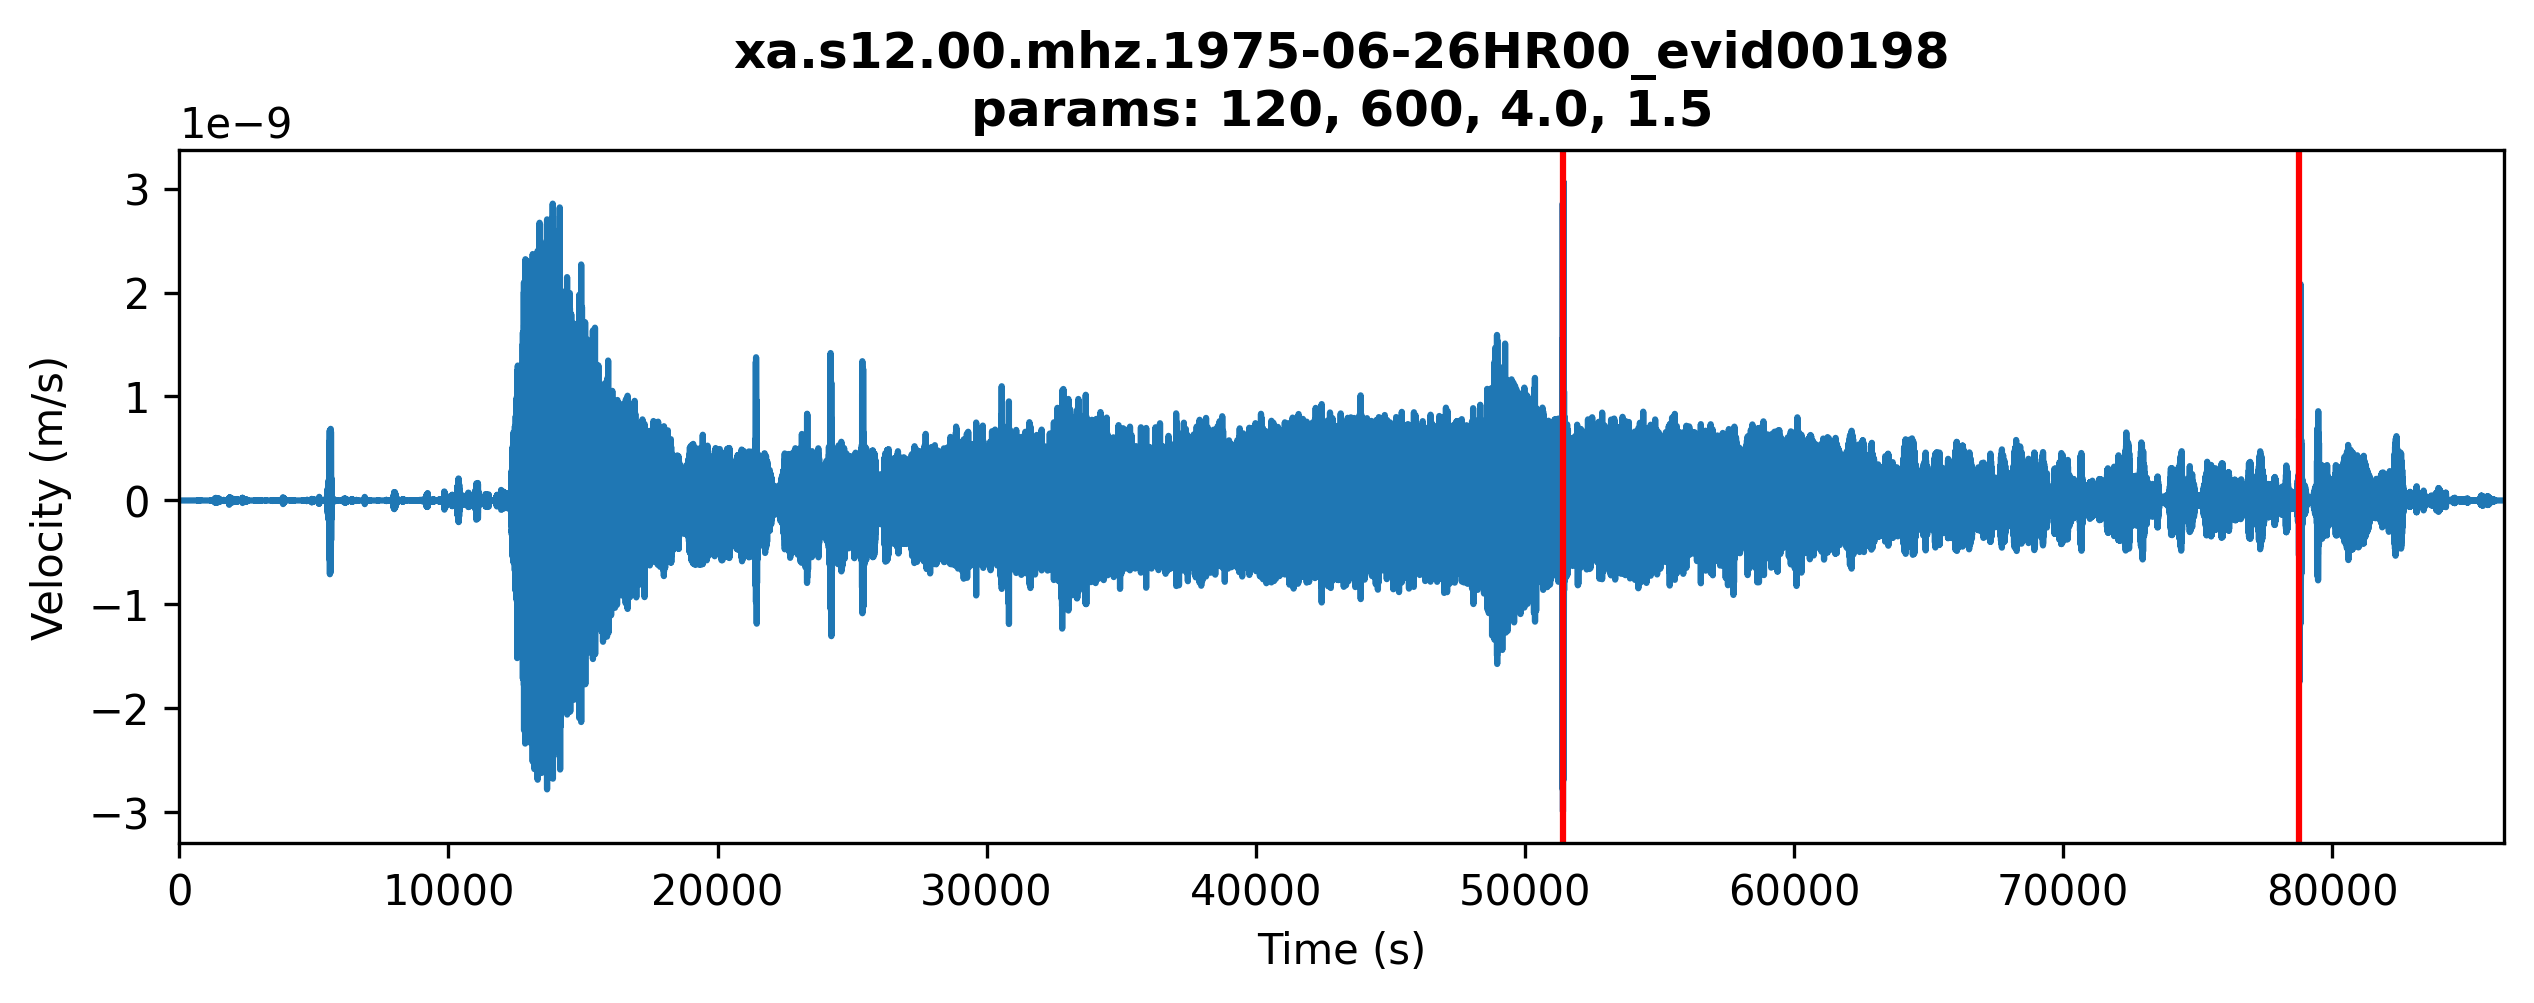 xa.s12.00.mhz.1975-06-26HR00_evid00198
params: 120, 600, 4.0, 1.5
1e−9
3
2
1
0
−1
−2
−3
Velocity (m/s)
0 10000 20000 30000 40000 50000 60000 70000 80000
Time (s)